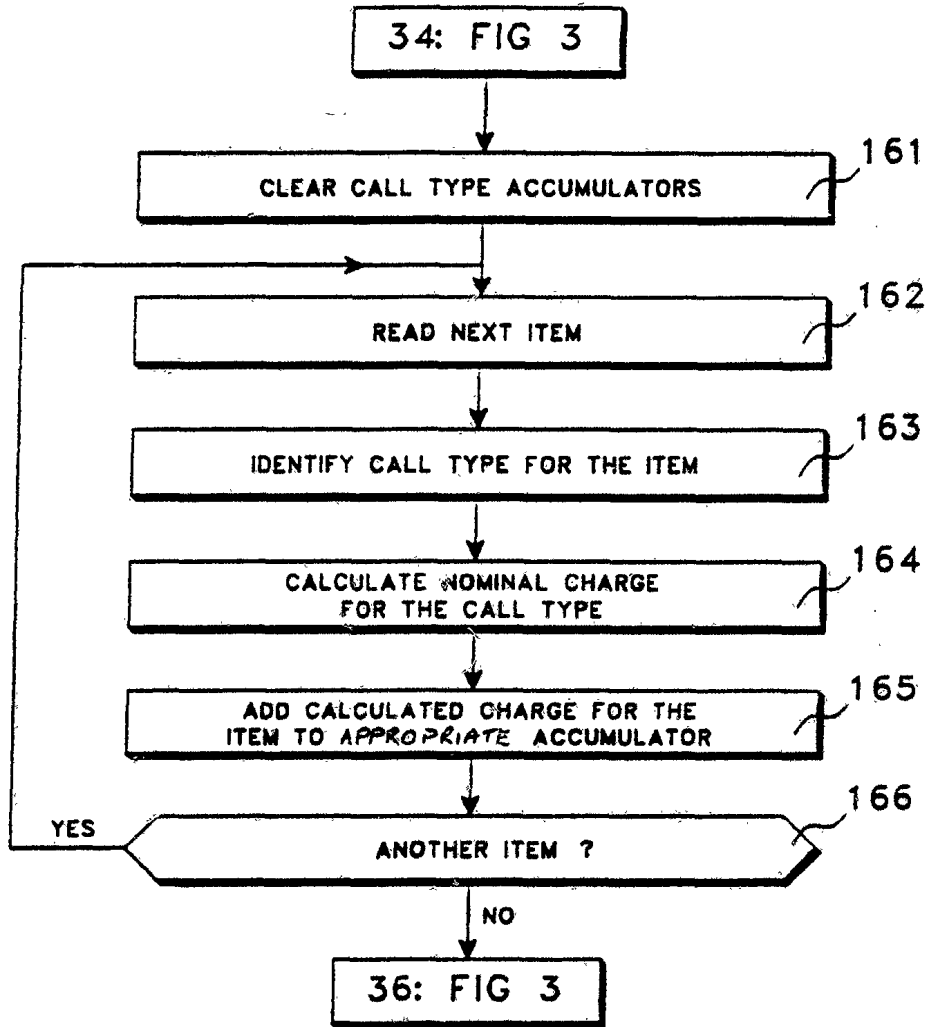 34: FIG 3
161
CLEAR CALL TYPE ACCUMULATORS
162
READ NEXT ITEM
163
IDENTIFY CALL TYPE FOR THE ITEM
164
CALCULATE NOMINAL CHARGE
FOR THE CALL TYPE
165
ADD CALCULATED CHARGE FOR THE
ITEM TO APPROPRIATE ACCUMULATOR
166
YES
ANOTHER ITEM ?
NO
36: FIG 3